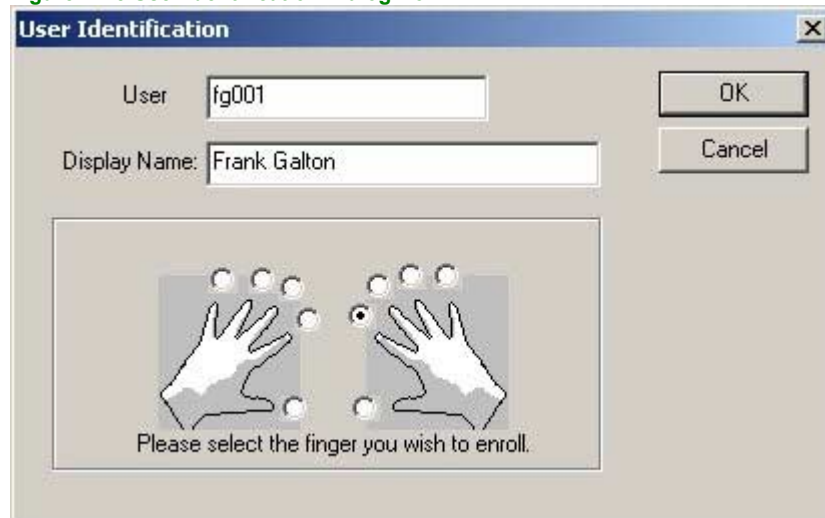 User Identification
User
fg001
OK
Display Name:
Frank Galton
Cancel
Please select the finger you wish to enroll.